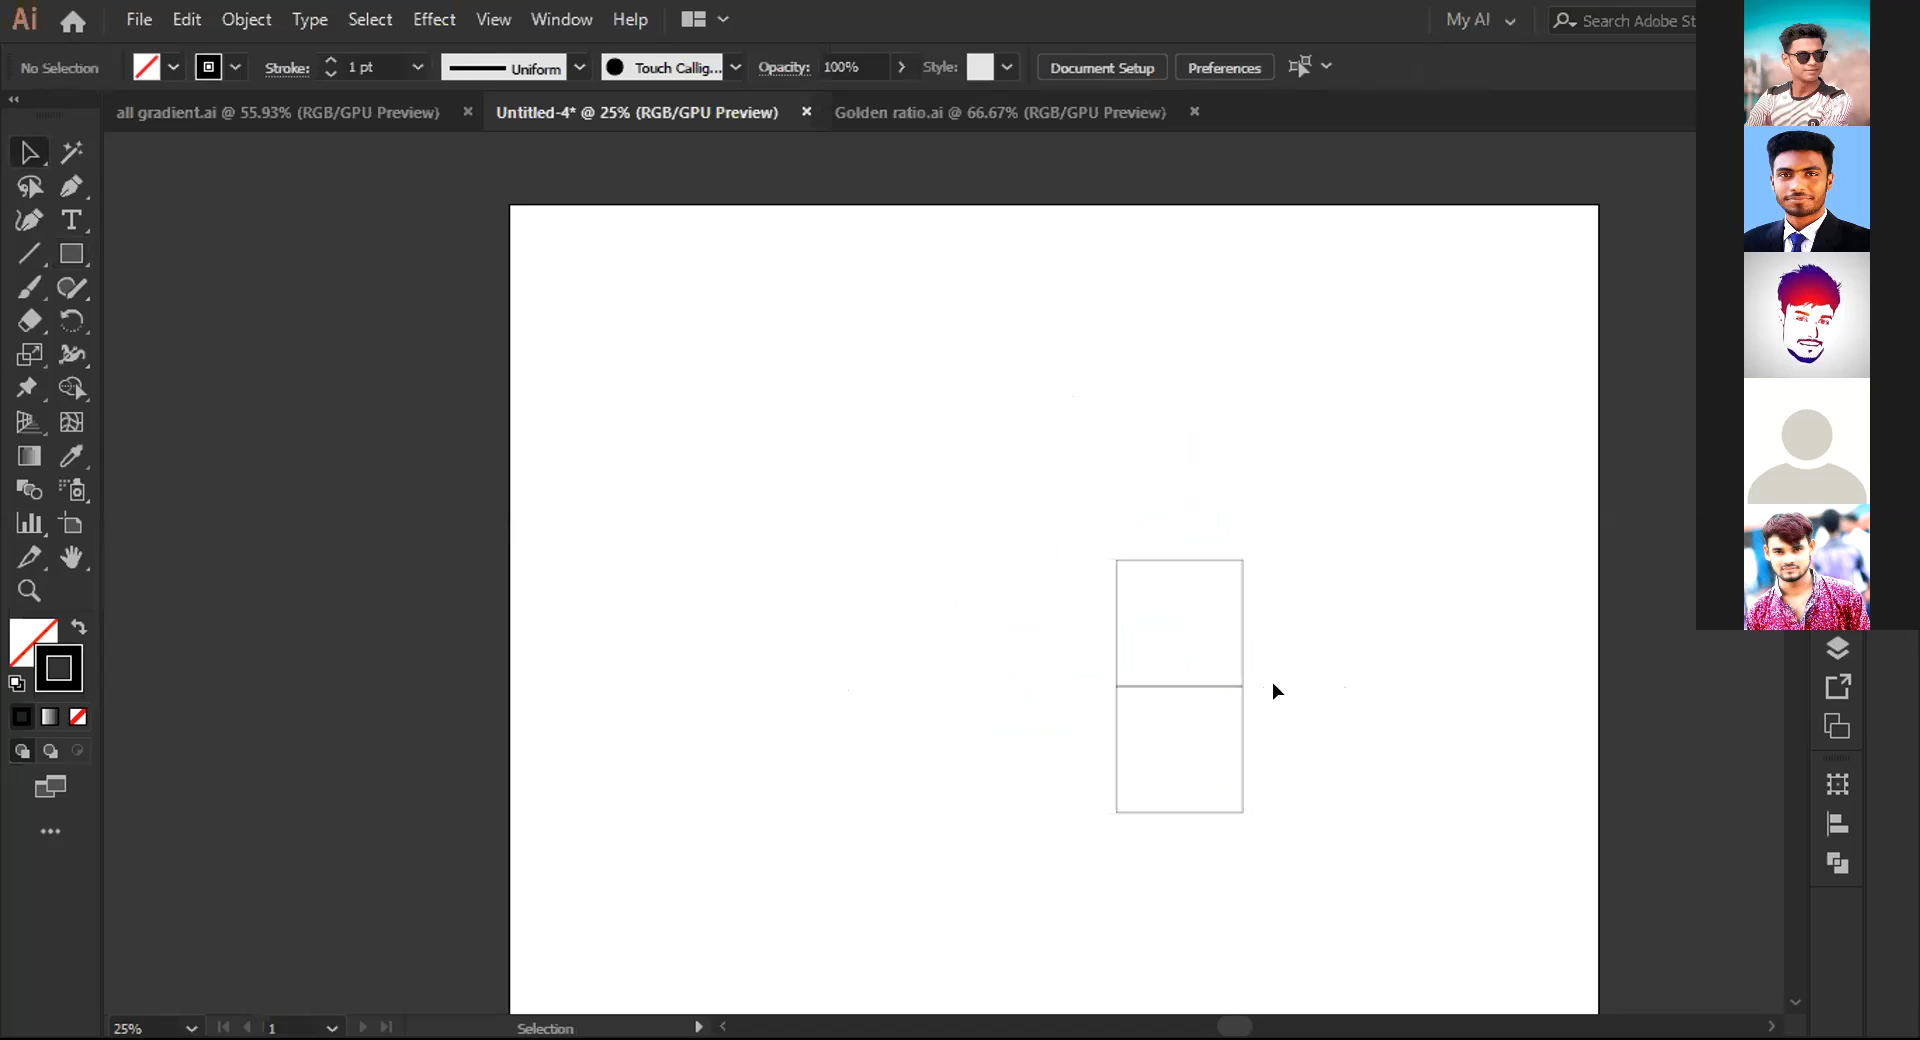 Ai File Edit Object Type Select Effect View Window Help My AI Search Adobe St
No Selection Stroke: 1 pt Uniform Touch Callig... Opacity: 100% Style: Document Setup Preferences
all gradient.ai @ 55.93% (RGB/GPU Preview) × Untitled-4* @ 25% (RGB/GPU Preview) × Golden ratio.ai @ 66.67% (RGB/GPU Preview) ×
25% 1 Selection